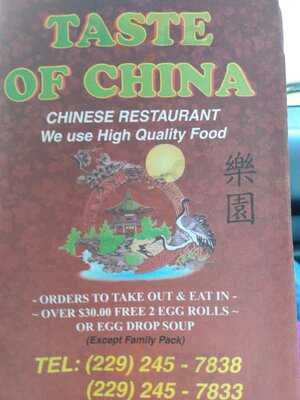 TASTE
OF CHINA
CHINESE RESTAURANT
We use High Quality Food
樂
園
- ORDERS TO TAKE OUT & EAT IN -
~ OVER $30.00 FREE 2 EGG ROLLS ~
OR EGG DROP SOUP
(Except Family Pack)
TEL: (229) 245 - 7838
(229) 245 - 7833